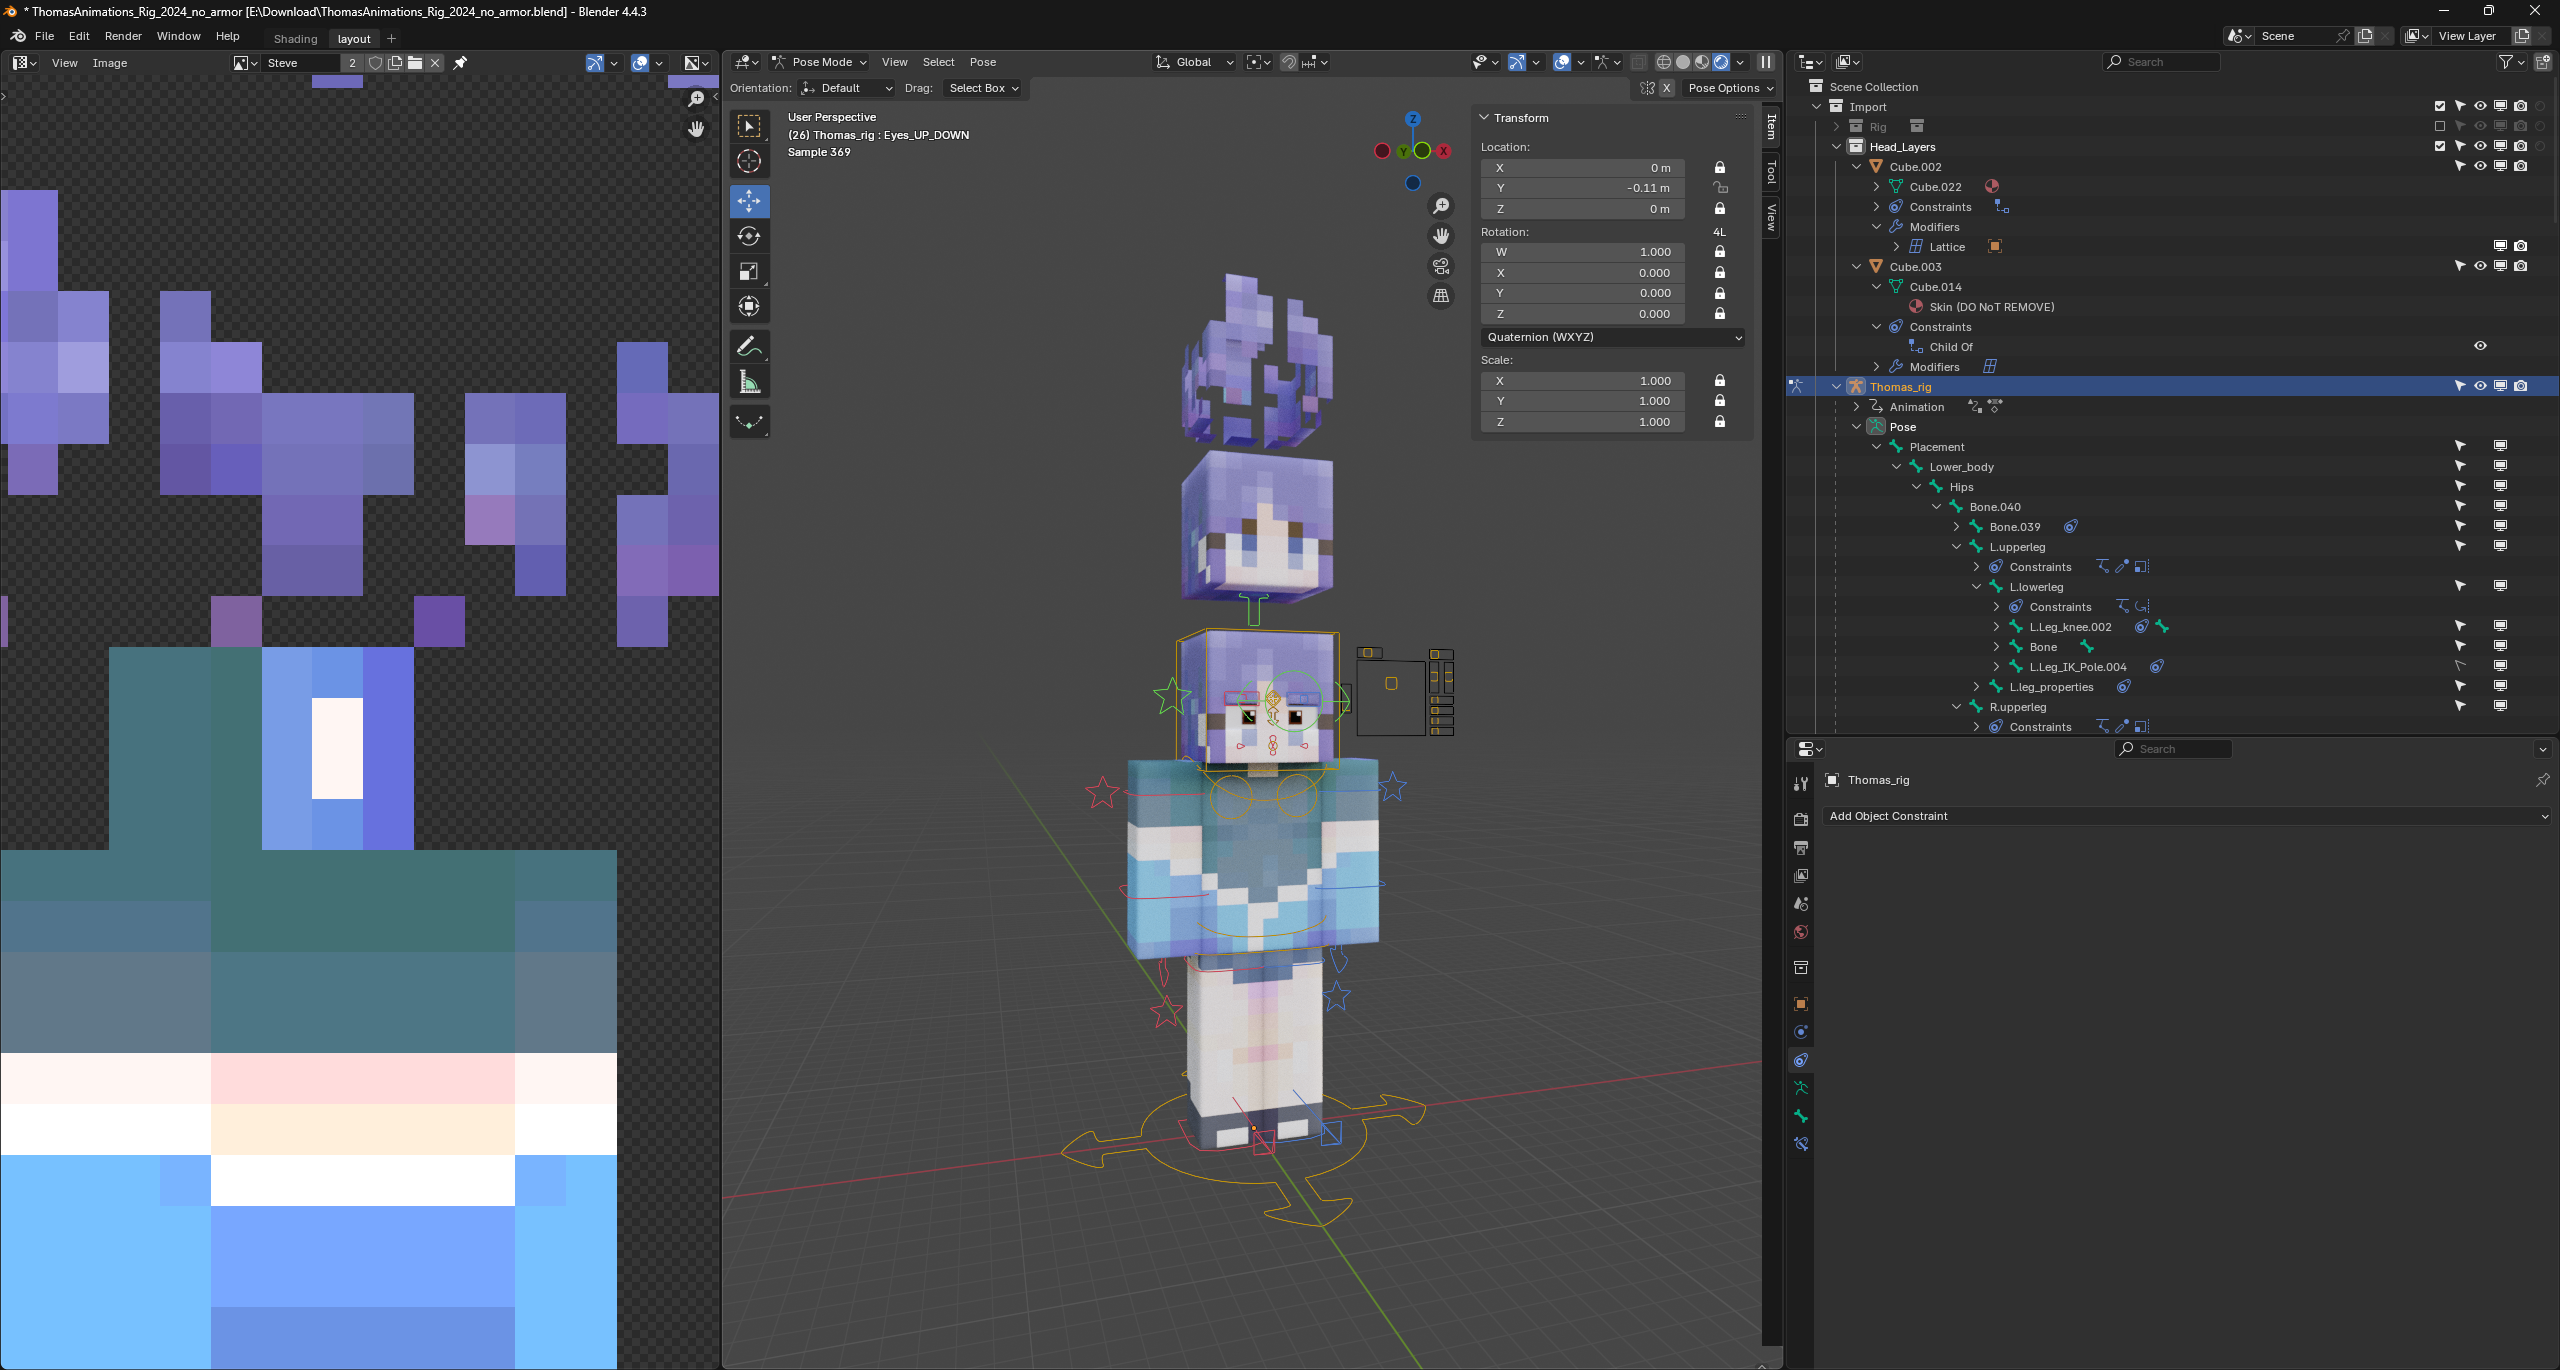 * ThomasAnimations_Rig_2024_no_armor [E:\Download\ThomasAnimations_Rig_2024_no_armor.blend] - Blender 4.4.3
File Edit Render Window Help Shading layout +
Scene View Layer
View Image Steve 2
Pose Mode View Select Pose Global
Search
Orientation: Default Drag: Select Box X Pose Options
User Perspective
(26) Thomas_rig : Eyes_UP_DOWN
Sample 369
Z
Y
X
Item
Tool
View
Transform
Location:
X 0 m
Y -0.11 m
Z 0 m
Rotation: 4L
W 1.000
X 0.000
Y 0.000
Z 0.000
Quaternion (WXYZ)
Scale:
X 1.000
Y 1.000
Z 1.000
Scene Collection
Import
Rig
Head_Layers
Cube.002
Cube.022
Constraints
Modifiers
Lattice
Cube.003
Cube.014
Skin (DO NoT REMOVE)
Constraints
Child Of
Modifiers
Thomas_rig
Animation
Pose
Placement
Lower_body
Hips
Bone.040
Bone.039
L.upperleg
Constraints
L.lowerleg
Constraints
L.Leg_knee.002
Bone
L.Leg_IK_Pole.004
L.leg_properties
R.upperleg
Constraints
Search
Thomas_rig
Add Object Constraint